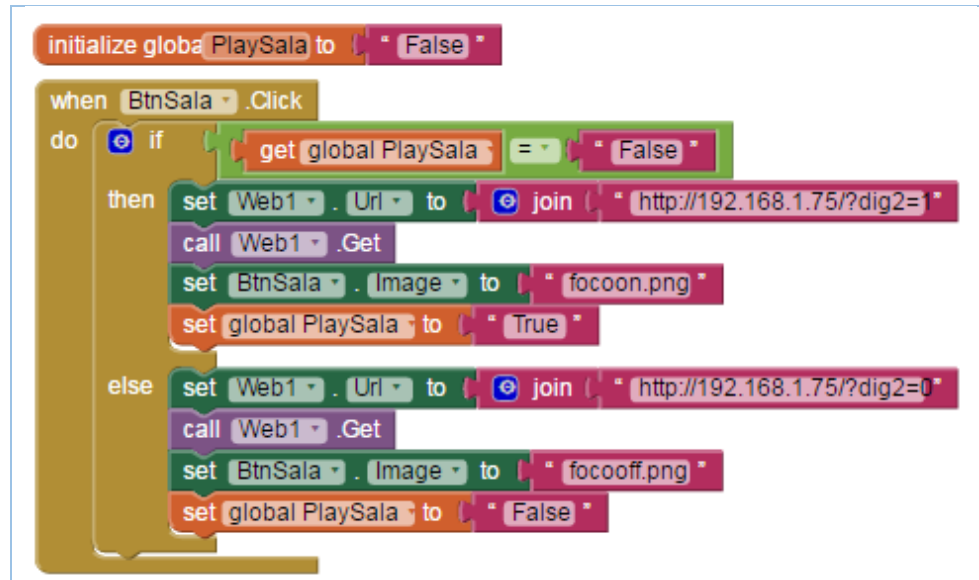 initialize globa PlaySala to " False "
when BtnSala .Click
do if get global PlaySala = " False "
then set Web1 . Url to join " http://192.168.1.75/?dig2=1"
call Web1 .Get
set BtnSala . Image to " focoon.png "
set global PlaySala to " True "
else set Web1 . Url to join " http://192.168.1.75/?dig2=0"
call Web1 .Get
set BtnSala . Image to " focooff.png "
set global PlaySala to " False "